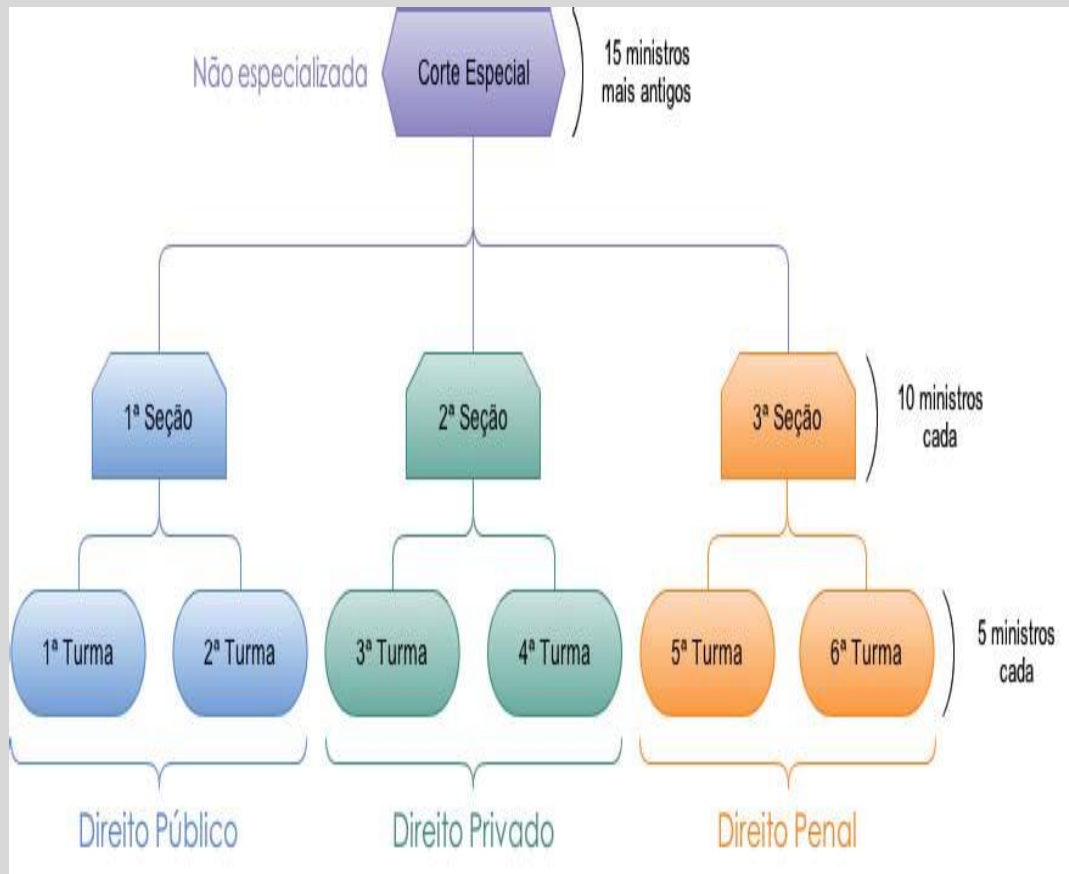 Não especializada
Corte Especial
15 ministros
mais antigos
1ª Seção
2ª Seção
3ª Seção
10 ministros
cada
1ª Turma
2ª Turma
3ª Turma
4ª Turma
5ª Turma
6ª Turma
5 ministros
cada
Direito Público
Direito Privado
Direito Penal